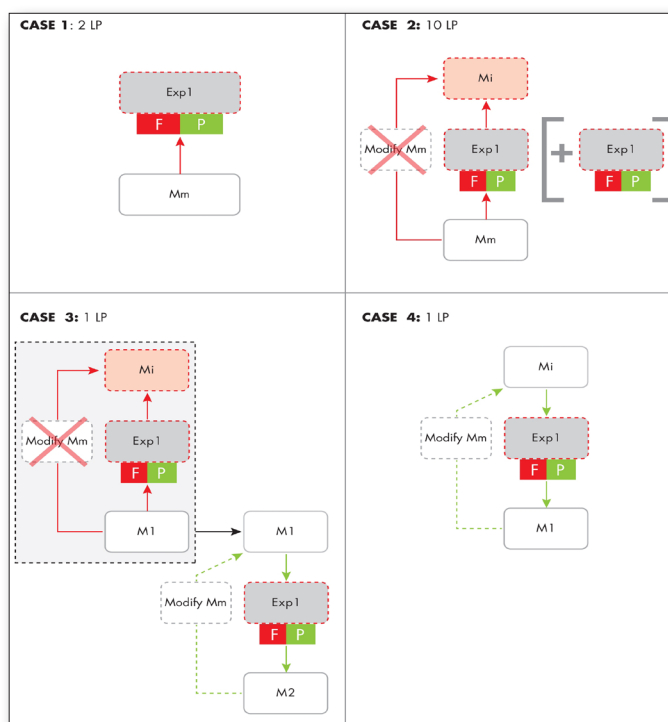 CASE 1: 2 LP
Exp1
F P
Mm
CASE 2: 10 LP
Mi
Modify Mm
Exp1
F P
+
Exp1
F P
Mm
CASE 3: 1 LP
Mi
Modify Mm
Exp1
F P
M1
M1
Modify Mm
Exp1
F P
M2
CASE 4: 1 LP
Mi
Modify Mm
Exp1
F P
M1